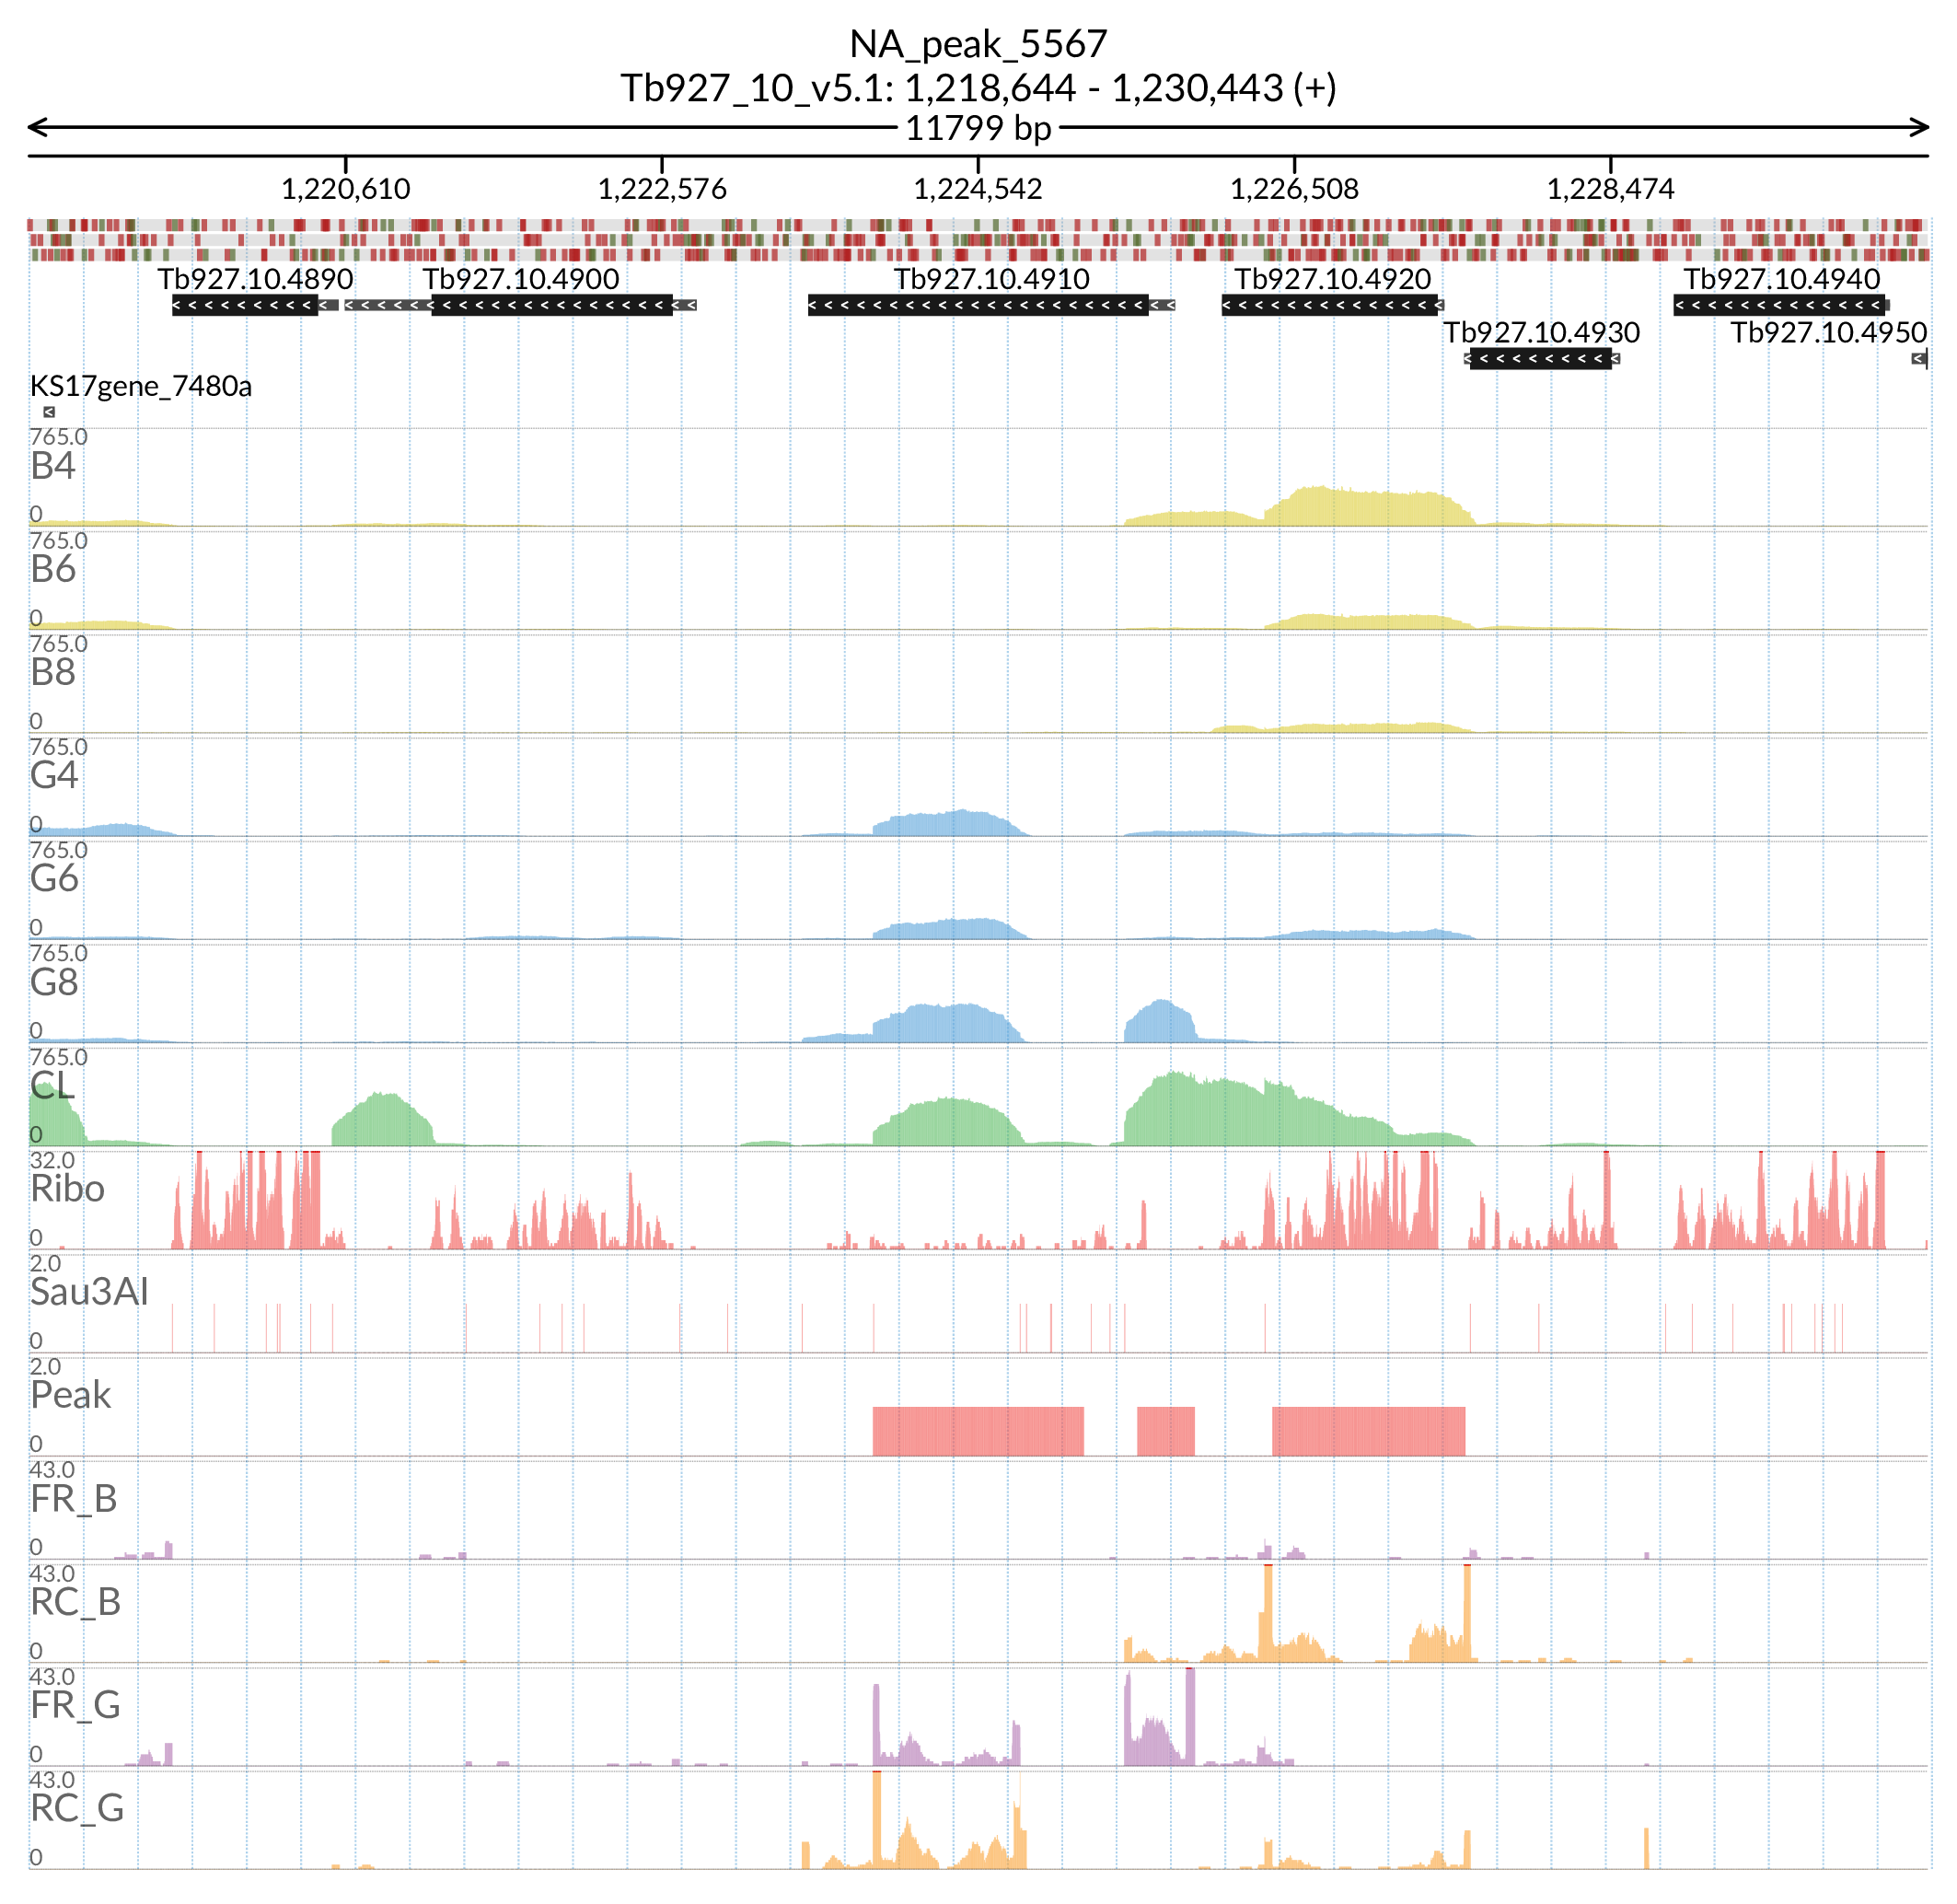 NA_peak_5567
Tb927_10_v5.1: 1,218,644 - 1,230,443 (+)
11799 bp
1,220,610 1,222,576 1,224,542 1,226,508 1,228,474
Tb927.10.4890 Tb927.10.4900 Tb927.10.4910 Tb927.10.4920 Tb927.10.4940
Tb927.10.4930 Tb927.10.4950
KS17gene_7480a
765.0
B4
0
765.0
B6
0
765.0
B8
0
765.0
G4
0
765.0
G6
0
765.0
G8
0
765.0
CL
0
32.0
Ribo
0
2.0
Sau3AI
0
2.0
Peak
0
43.0
FR_B
0
43.0
RC_B
0
43.0
FR_G
0
43.0
RC_G
0